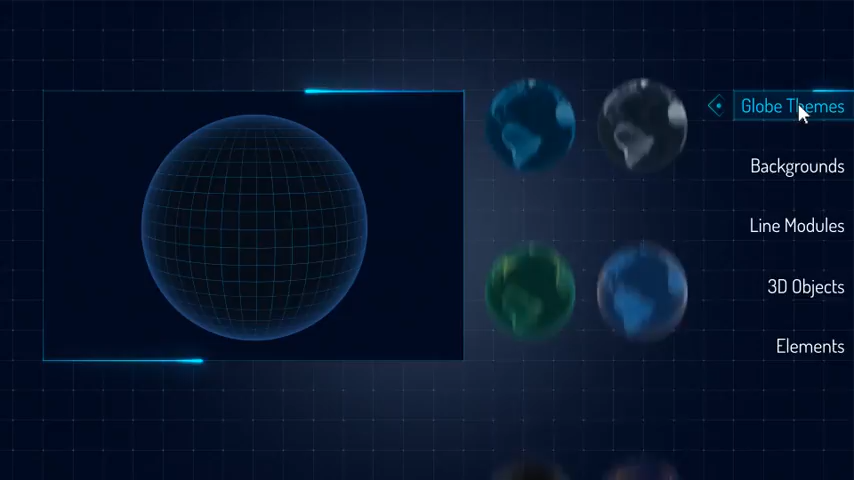 Globe Themes
Backgrounds
Line Modules
3D Objects
Elements